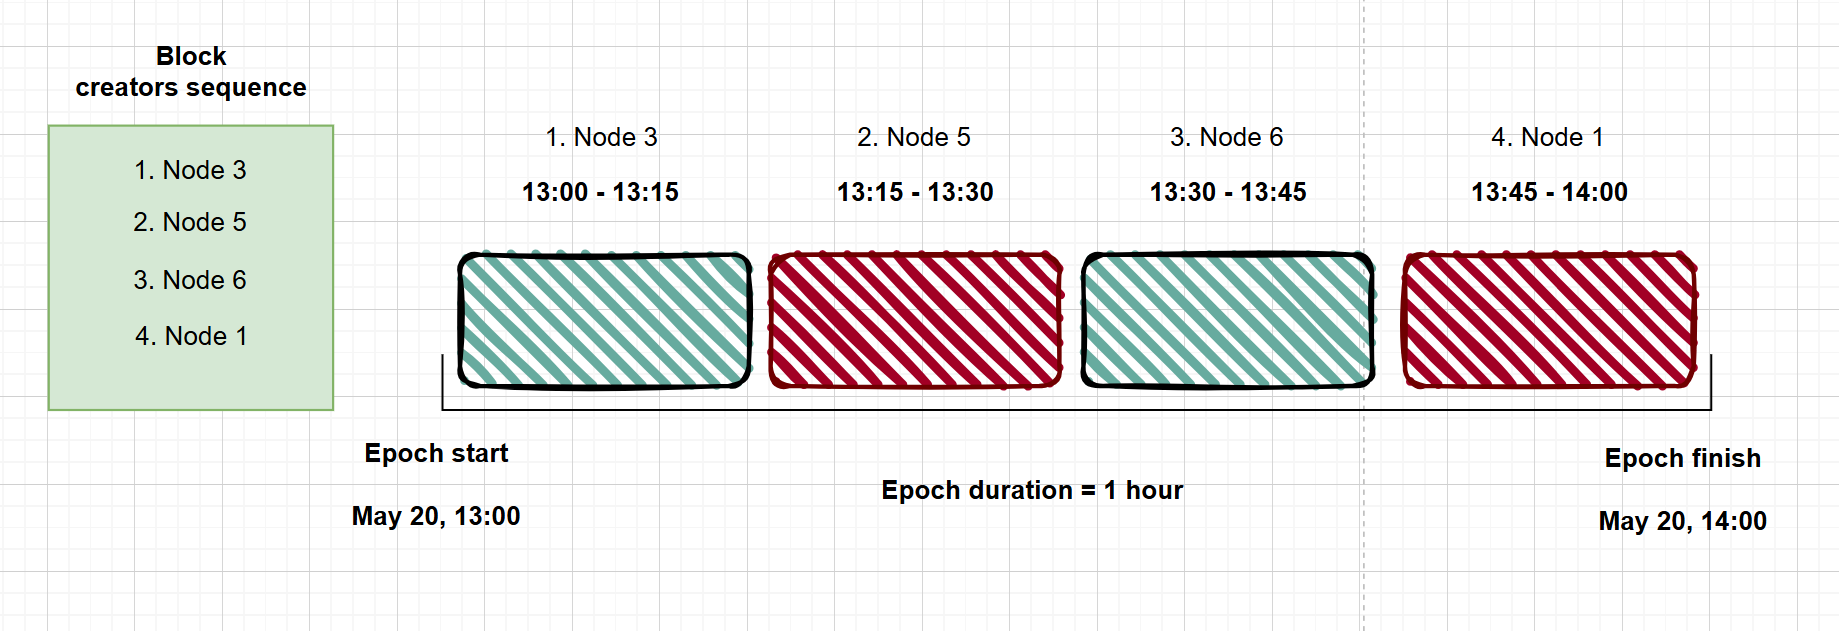 Block
creators sequence
1. Node 3
2. Node 5
3. Node 6
4. Node 1
1. Node 3
13:00 - 13:15
2. Node 5
13:15 - 13:30
3. Node 6
13:30 - 13:45
4. Node 1
13:45 - 14:00
Epoch start
May 20, 13:00
Epoch duration = 1 hour
Epoch finish
May 20, 14:00